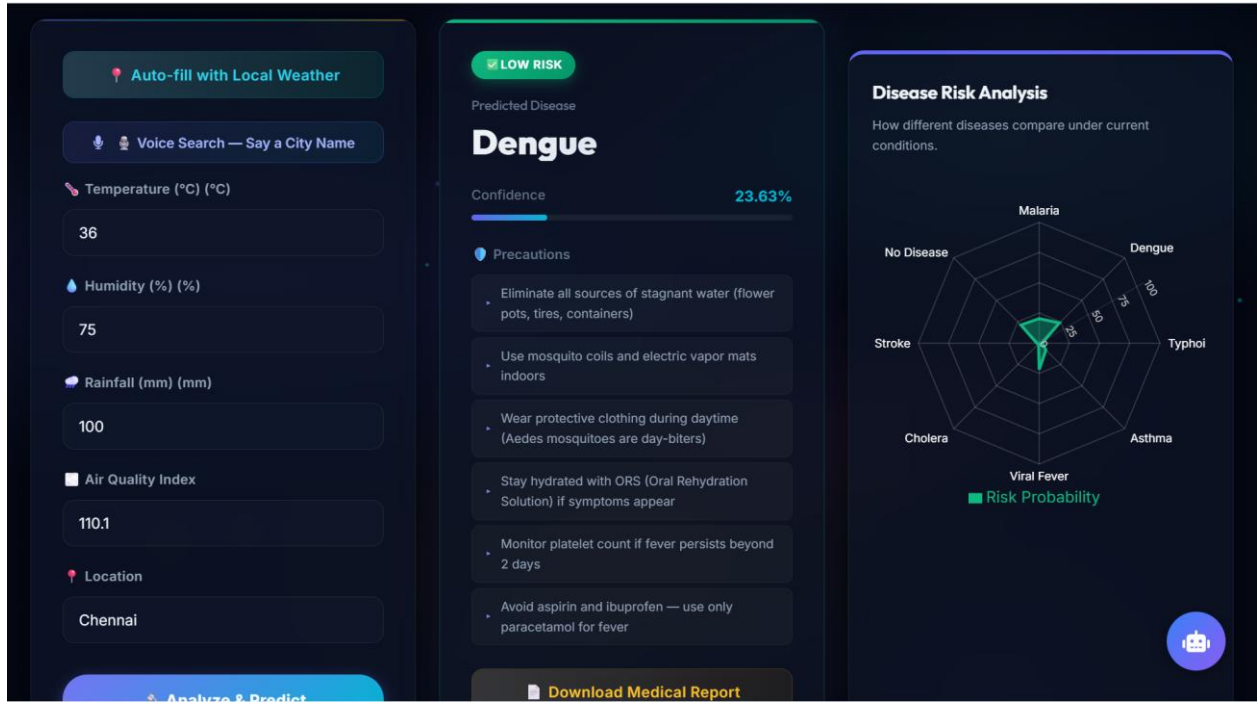 Auto-fill with Local Weather
Voice Search — Say a City Name
Temperature (°C) (°C)
36
Humidity (%) (%)
75
Rainfall (mm) (mm)
100
Air Quality Index
110.1
Location
Chennai
Analyze & Predict
LOW RISK
Predicted Disease
Dengue
Confidence
23.63%
Precautions
Eliminate all sources of stagnant water (flower
pots, tires, containers)
Use mosquito coils and electric vapor mats
indoors
Wear protective clothing during daytime
(Aedes mosquitoes are day-biters)
Stay hydrated with ORS (Oral Rehydration
Solution) if symptoms appear
Monitor platelet count if fever persists beyond
2 days
Avoid aspirin and ibuprofen — use only
paracetamol for fever
Download Medical Report
Disease Risk Analysis
How different diseases compare under current
conditions.
Malaria
No Disease
Dengue
100
75
50
25
0
Stroke
Typhoi
Cholera
Asthma
Viral Fever
Risk Probability